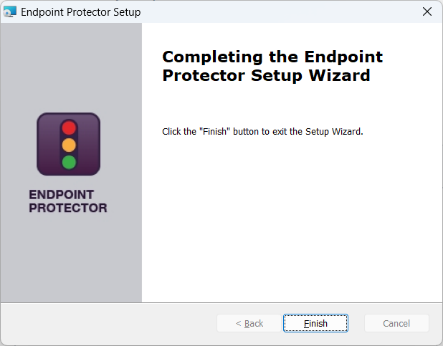 Endpoint Protector Setup
Completing the Endpoint
Protector Setup Wizard
Click the "Finish" button to exit the Setup Wizard.
ENDPOINT
PROTECTOR
< Back
Finish
Cancel